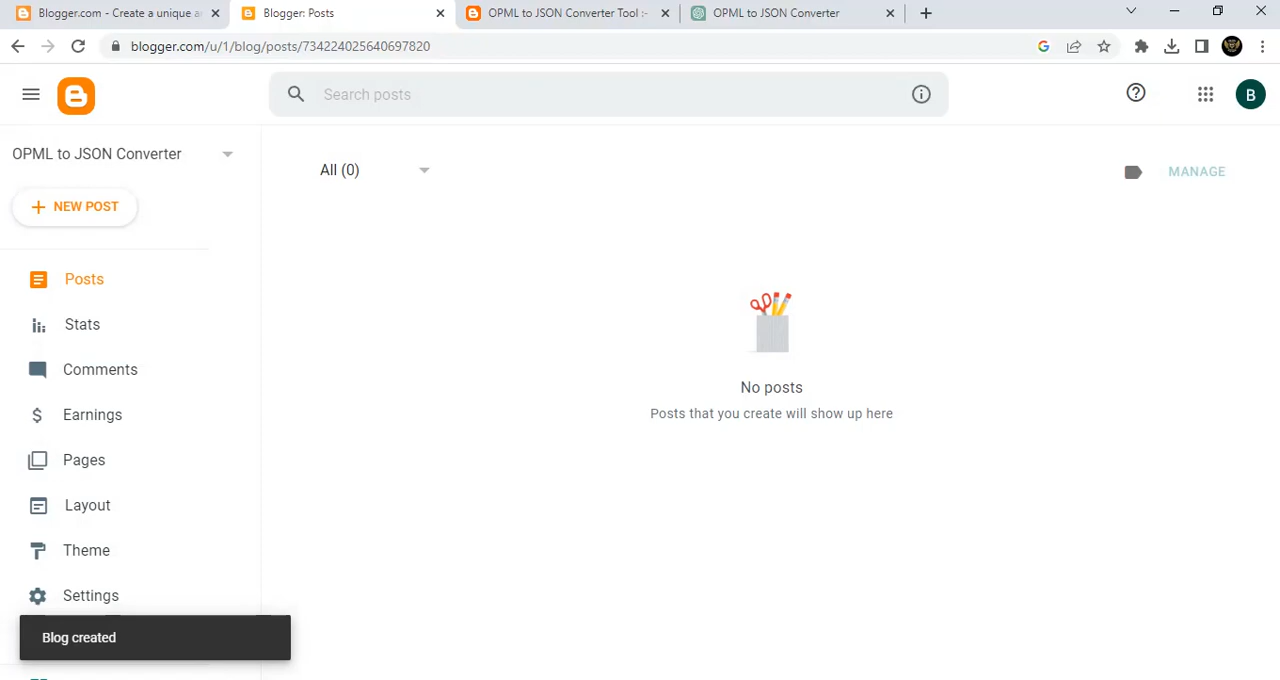 Blogger.com - Create a unique a
Blogger: Posts
OPML to JSON Converter Tool :-
OPML to JSON Converter
blogger.com/u/1/blog/posts/734224025640697820
Search posts
B
OPML to JSON Converter
All (0)
MANAGE
NEW POST
Posts
Stats
Comments
Earnings
Pages
Layout
Theme
Settings
No posts
Posts that you create will show up here
Blog created